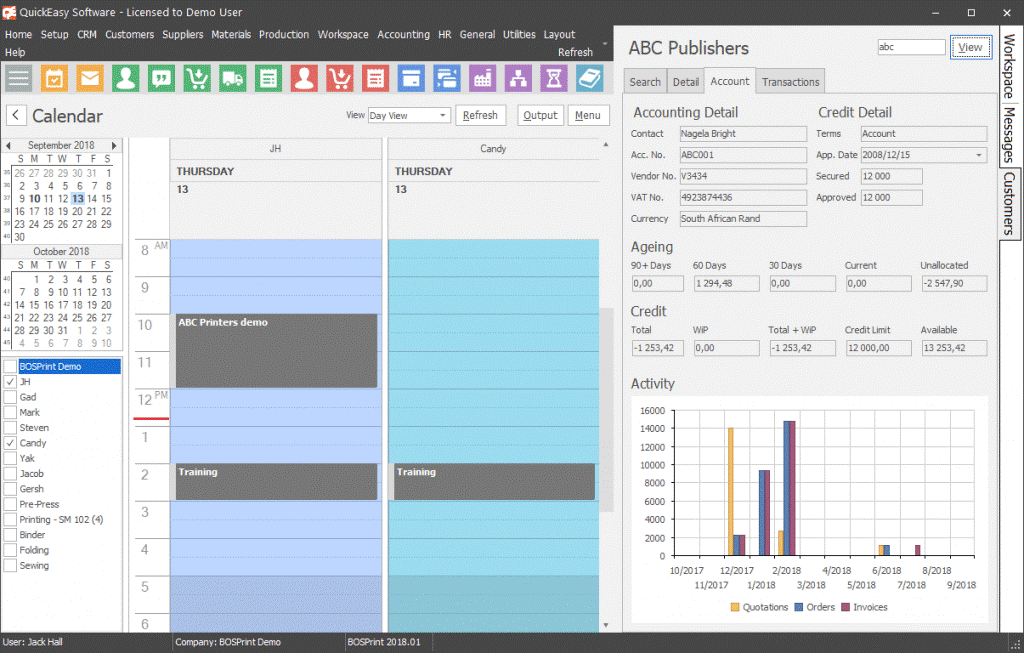 QuickEasy Software - Licensed to Demo User
Home Setup CRM Customers Suppliers Materials Production Workspace Accounting HR General Utilities Layout
Help Refresh
Calendar
View Day View Refresh Output Menu
September 2018
S M T W T F S
35 26 27 28 29 30 31 1
36 2 3 4 5 6 7 8
37 9 10 11 12 13 14 15
38 16 17 18 19 20 21 22
39 23 24 25 26 27 28 29
40 30
October 2018
S M T W T F S
40 1 2 3 4 5 6
41 7 8 9 10 11 12 13
42 14 15 16 17 18 19 20
43 21 22 23 24 25 26 27
44 28 29 30 31 1 2 3
45 4 5 6 7 8 9 10
BOSPrint Demo
JH
Gad
Mark
Steven
Candy
Yak
Jacob
Gersh
Pre-Press
Printing - SM 102 (4)
Binder
Folding
Sewing
JH Candy
THURSDAY THURSDAY
13 13
8 AM
9
10 ABC Printers demo
11
12 PM
1
2 Training Training
3
4
5
6
ABC Publishers
abc View
Search Detail Account Transactions
Accounting Detail
Contact Nagela Bright
Acc. No. ABC001
Vendor No. V3434
VAT No. 4923874436
Currency South African Rand
Credit Detail
Terms Account
App. Date 2008/12/15
Secured 12 000
Approved 12 000
Ageing
90+ Days 60 Days 30 Days Current Unallocated
0,00 1 294,48 0,00 0,00 -2 547,90
Credit
Total WiP Total + WiP Credit Limit Available
-1 253,42 0,00 -1 253,42 12 000,00 13 253,42
Activity
16000
14000
12000
10000
8000
6000
4000
2000
0
10/2017 12/2017 2/2018 4/2018 6/2018 8/2018
11/2017 1/2018 3/2018 5/2018 7/2018 9/2018
Quotations Orders Invoices
Workspace
Messages
Customers
User: Jack Hall Company: BOSPrint Demo BOSPrint 2018.01